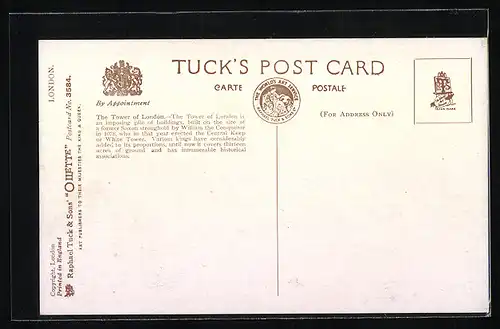 TUCK'S POST CARD
CARTE POSTALE
By Appointment
(FOR ADDRESS ONLY)
The Tower of London.—The Tower of London is
an imposing pile of buildings, built on the site of
a former Saxon stronghold by William the Conqueror
in 1078, who in that year erected the Central Keep
or White Tower. Various kings have considerably
added to its proportions, until now it covers thirteen
acres of ground and has innumerable historical
associations.
LONDON.
Raphael Tuck & Sons' "OILETTE" Postcard No. 3584.
ART PUBLISHERS TO THEIR MAJESTIES THE KING & QUEEN.
Copyright, London
Printed in England
THE WORLD'S ART SERVICE
RAPHAEL TUCK & SONS